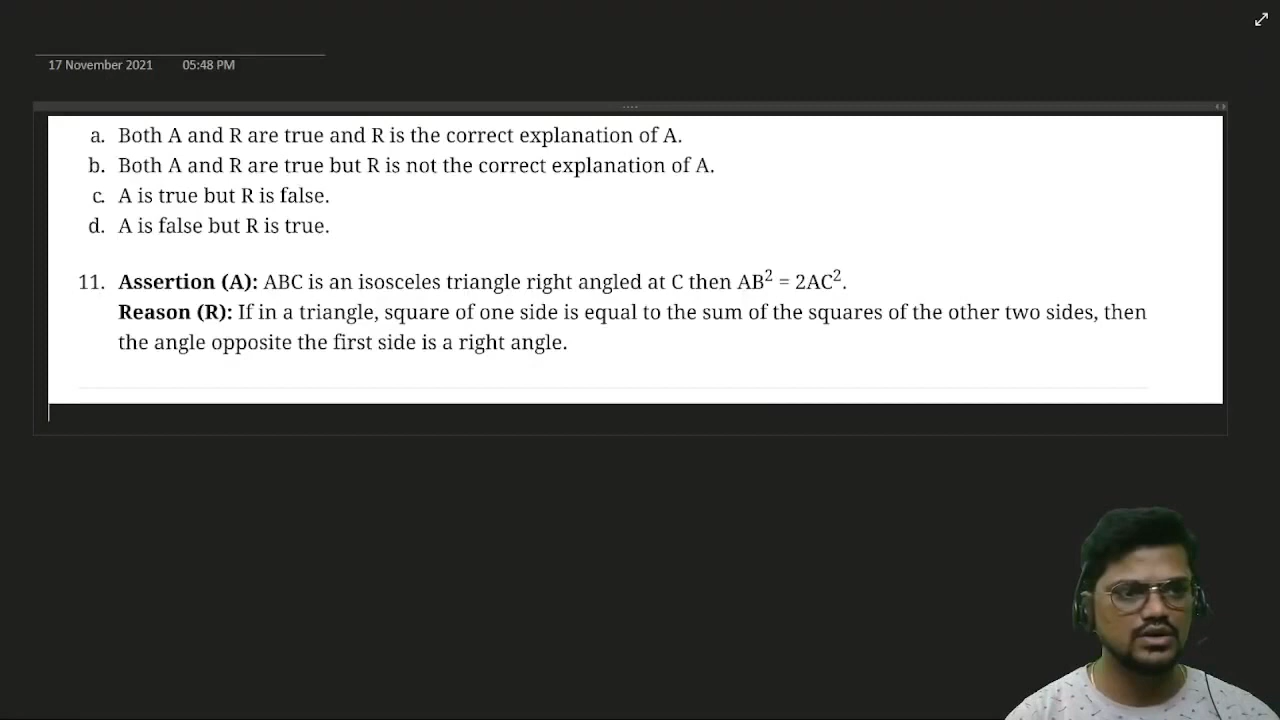 17 November 2021 05:48 PM
a. Both A and R are true and R is the correct explanation of A.
b. Both A and R are true but R is not the correct explanation of A.
c. A is true but R is false.
d. A is false but R is true.
11. Assertion (A): ABC is an isosceles triangle right angled at C then AB² = 2AC².
Reason (R): If in a triangle, square of one side is equal to the sum of the squares of the other two sides, then
the angle opposite the first side is a right angle.